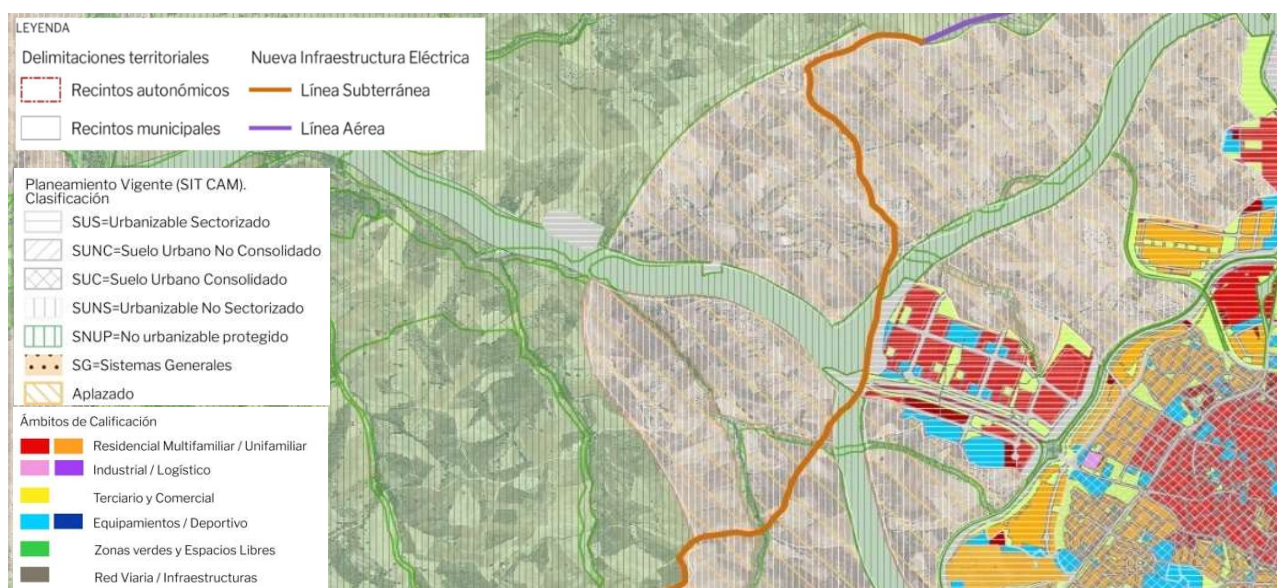 LEYENDA
Delimitaciones territoriales
Recintos autonómicos
Recintos municipales
Nueva Infraestructura Eléctrica
Línea Subterránea
Línea Aérea
Planeamiento Vigente (SIT CAM).
Clasificación
SUS=Urbanizable Sectorizado
SUNC=Suelo Urbano No Consolidado
SUC=Suelo Urbano Consolidado
SUNS=Urbanizable No Sectorizado
SNUP=No urbanizable protegido
SG=Sistemas Generales
Aplazado
Ámbitos de Calificación
Residencial Multifamiliar / Unifamiliar
Industrial / Logístico
Terciario y Comercial
Equipamientos / Deportivo
Zonas verdes y Espacios Libres
Red Viaria / Infraestructuras